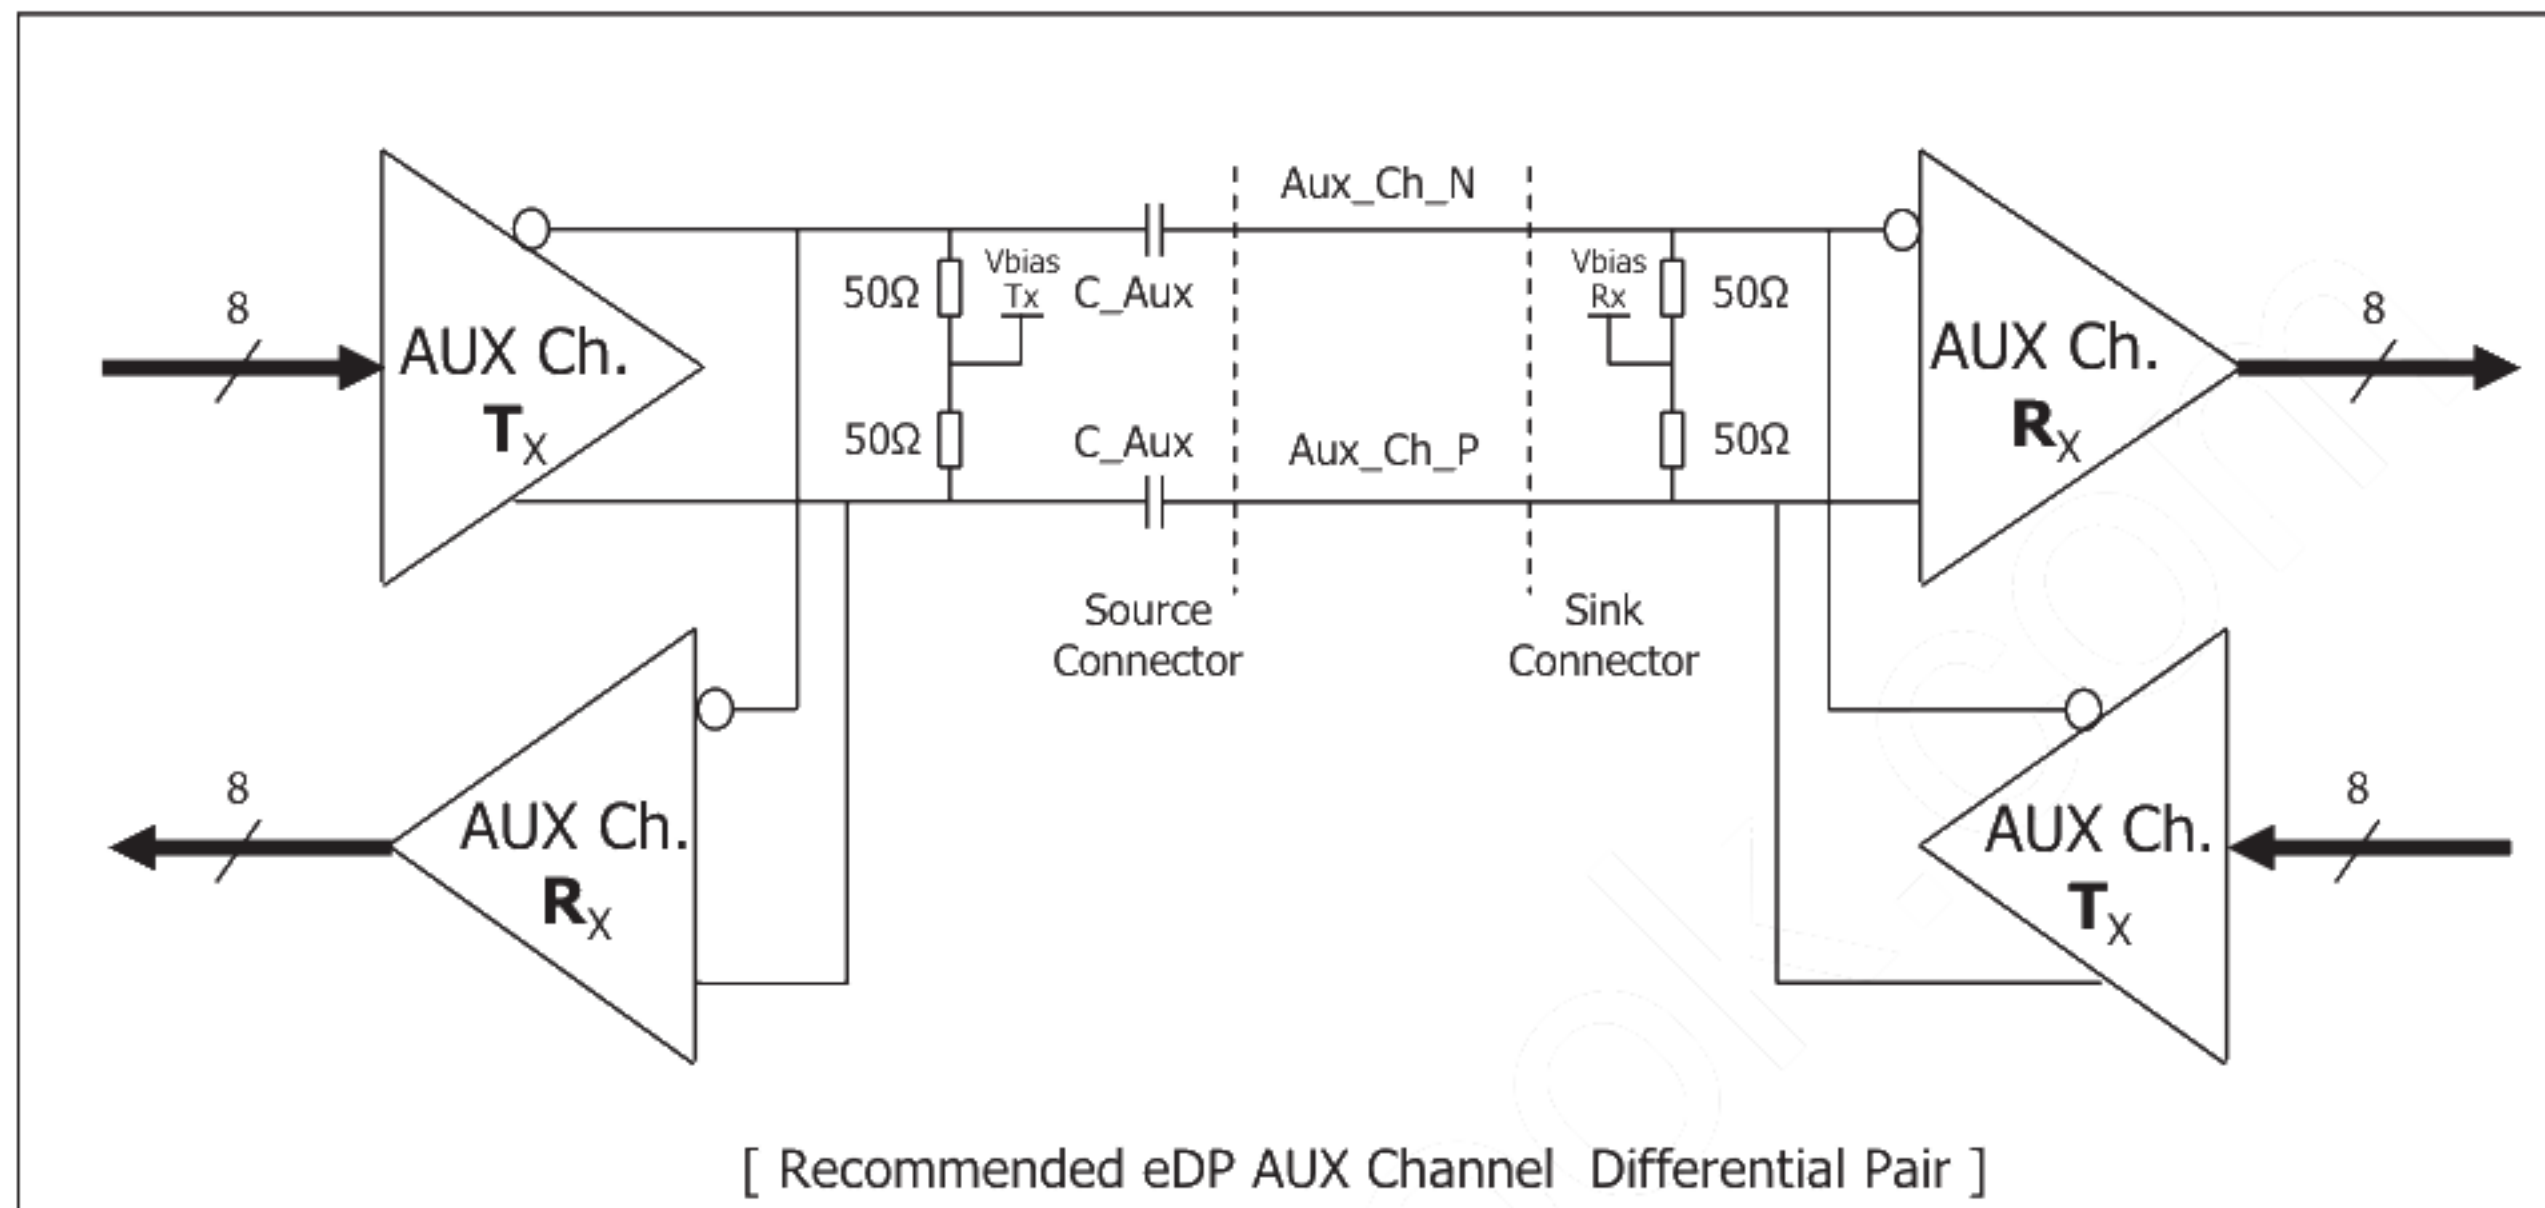 Aux_Ch_N
Vbias
Tx
Vbias
Rx
50Ω
C_Aux
50Ω
8
8
AUX Ch.
Tx
AUX Ch.
Rx
50Ω
C_Aux
Aux_Ch_P
50Ω
Source
Connector
Sink
Connector
8
8
AUX Ch.
Rx
AUX Ch.
Tx
[ Recommended eDP AUX Channel Differential Pair ]